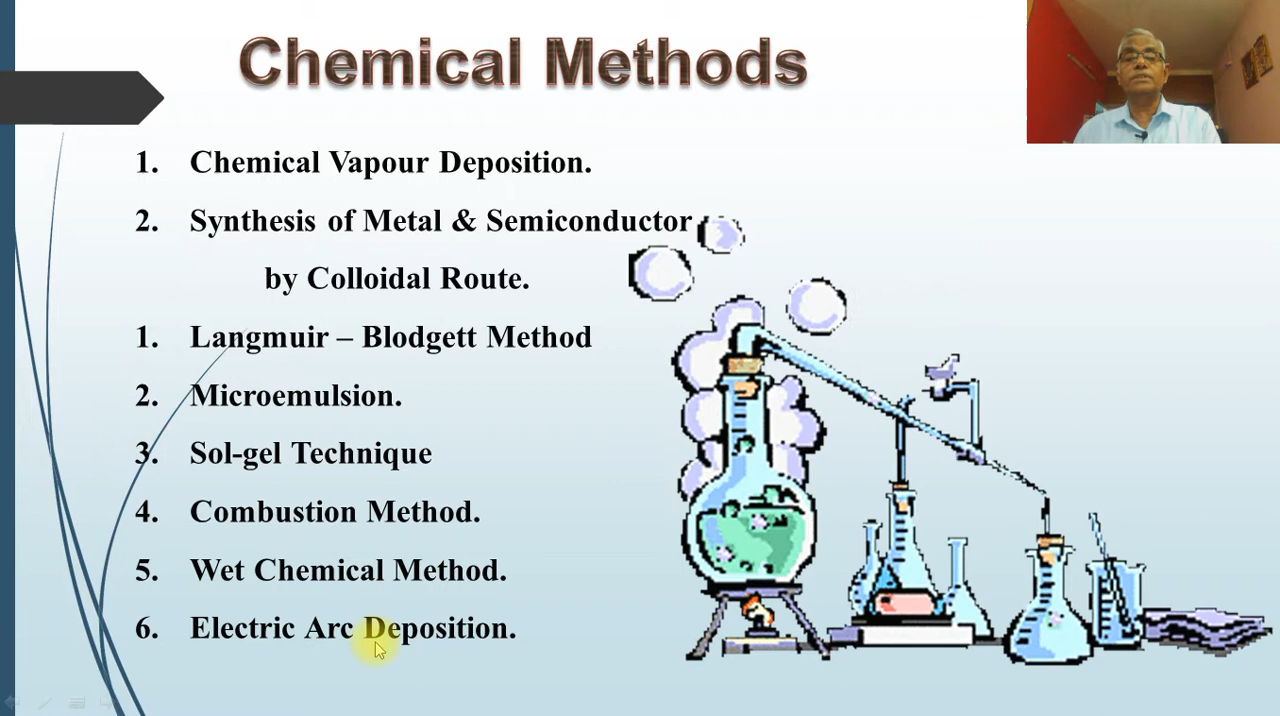 Chemical Methods
1. Chemical Vapour Deposition.
2. Synthesis of Metal & Semiconductor
by Colloidal Route.
1. Langmuir – Blodgett Method
2. Microemulsion.
3. Sol-gel Technique
4. Combustion Method.
5. Wet Chemical Method.
6. Electric Arc Deposition.